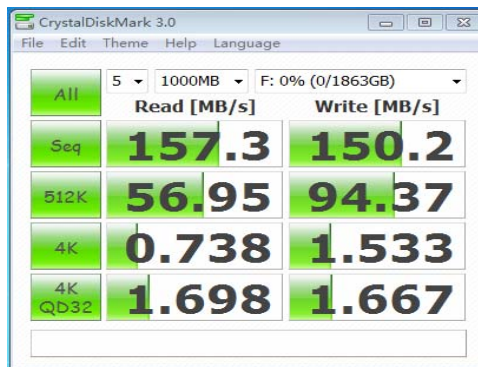 CrystalDiskMark 3.0
File Edit Theme Help Language
All 5 1000MB F: 0% (0/1863GB)
Read [MB/s] Write [MB/s]
Seq 157.3 150.2
512K 56.95 94.37
4K 0.738 1.533
4K QD32 1.698 1.667